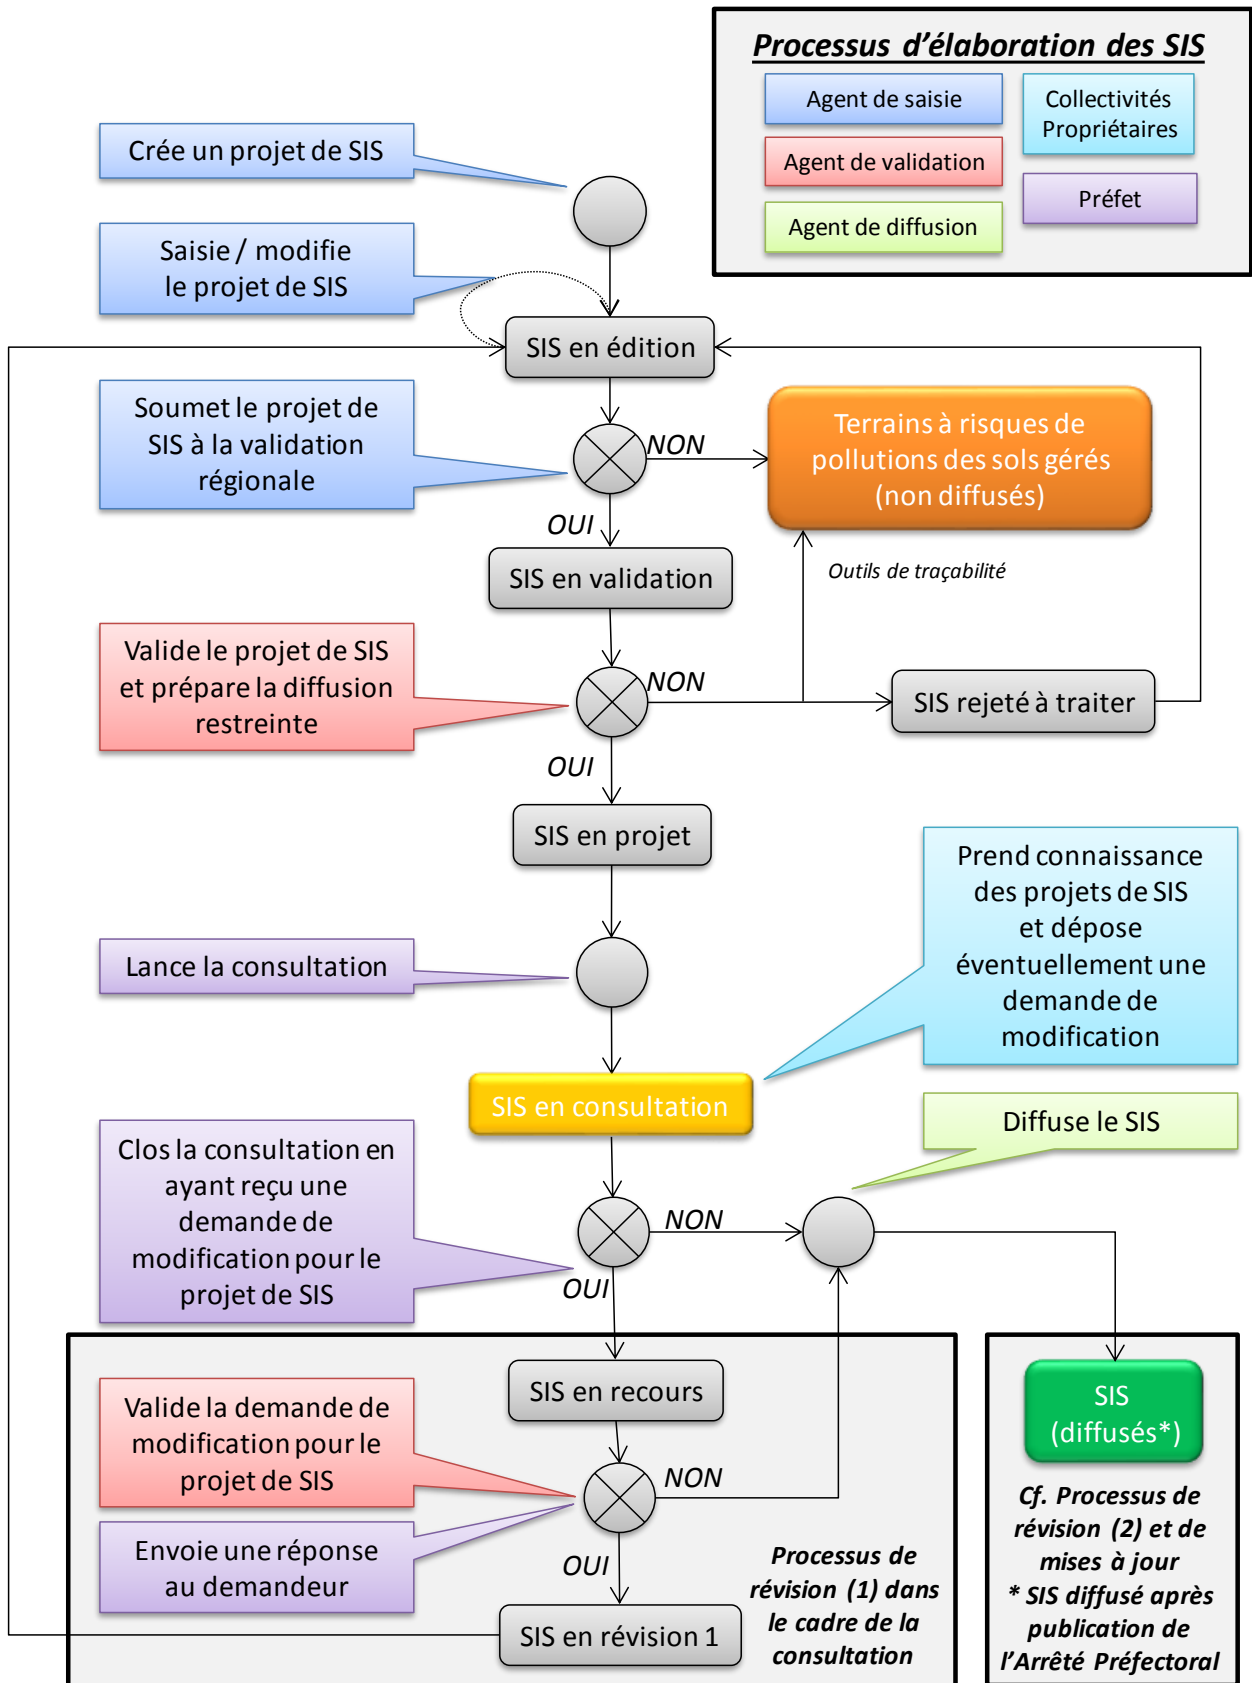 Processus d'élaboration des SIS
Agent de saisie
Collectivités
Propriétaires
Agent de validation
Préfet
Agent de diffusion
Crée un projet de SIS
Saisie / modifie
le projet de SIS
SIS en édition
Soumet le projet de
SIS à la validation
régionale
NON
Terrains à risques de
pollutions des sols gérés
(non diffusés)
OUI
SIS en validation
Outils de traçabilité
Valide le projet de SIS
et prépare la diffusion
restreinte
NON
SIS rejeté à traiter
OUI
SIS en projet
Prend connaissance
des projets de SIS
et dépose
éventuellement une
demande de
modification
Lance la consultation
SIS en consultation
Diffuse le SIS
Clos la consultation en
ayant reçu une
demande de
modification pour le
projet de SIS
NON
OUI
SIS en recours
Valide la demande de
modification pour le
projet de SIS
NON
Envoie une réponse
au demandeur
OUI
SIS en révision 1
Processus de
révision (1) dans
le cadre de la
consultation
SIS
(diffusés*)
Cf. Processus de
révision (2) et de
mises à jour
* SIS diffusé après
publication de
l'Arrêté Préfectoral